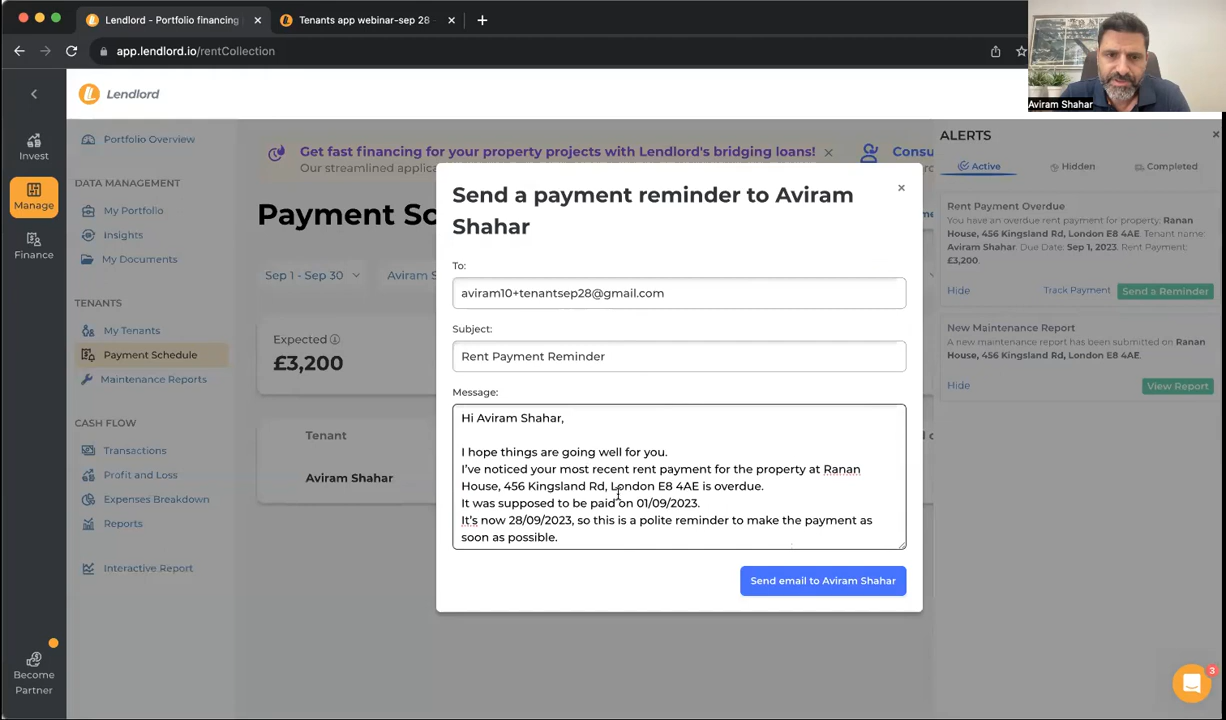 Lendlord - Portfolio financing
Tenants app webinar-sep 28 -
app.lendlord.io/rentCollection
Aviram Shahar
Lendlord
Invest
Manage
Finance
Become
Partner
Portfolio Overview
DATA MANAGEMENT
My Portfolio
Insights
My Documents
TENANTS
My Tenants
Payment Schedule
Maintenance Reports
CASH FLOW
Transactions
Profit and Loss
Expenses Breakdown
Reports
Interactive Report
Get fast financing for your property projects with Lendlord's bridging loans!
Our streamlined applic
Consu
Payment Sc
Sep 1 - Sep 30
Aviram S
Expected
£3,200
Tenant
Aviram Shahar
Send a payment reminder to Aviram
Shahar
To:
aviram10+tenantsep28@gmail.com
Subject:
Rent Payment Reminder
Message:
Hi Aviram Shahar,
I hope things are going well for you.
I've noticed your most recent rent payment for the property at Ranan
House, 456 Kingsland Rd, London E8 4AE is overdue.
It was supposed to be paid on 01/09/2023.
It's now 28/09/2023, so this is a polite reminder to make the payment as
soon as possible.
Send email to Aviram Shahar
ALERTS
Active
Hidden
Completed
Rent Payment Overdue
You have an overdue rent payment for property: Ranan
House, 456 Kingsland Rd, London E8 4AE. Tenant name:
Aviram Shahar. Due Date: Sep 1, 2023. Rent Payment:
£3,200.
Hide
Track Payment
Send a Reminder
New Maintenance Report
A new maintenance report has been submitted on Ranan
House, 456 Kingsland Rd, London E8 4AE.
Hide
View Report
3